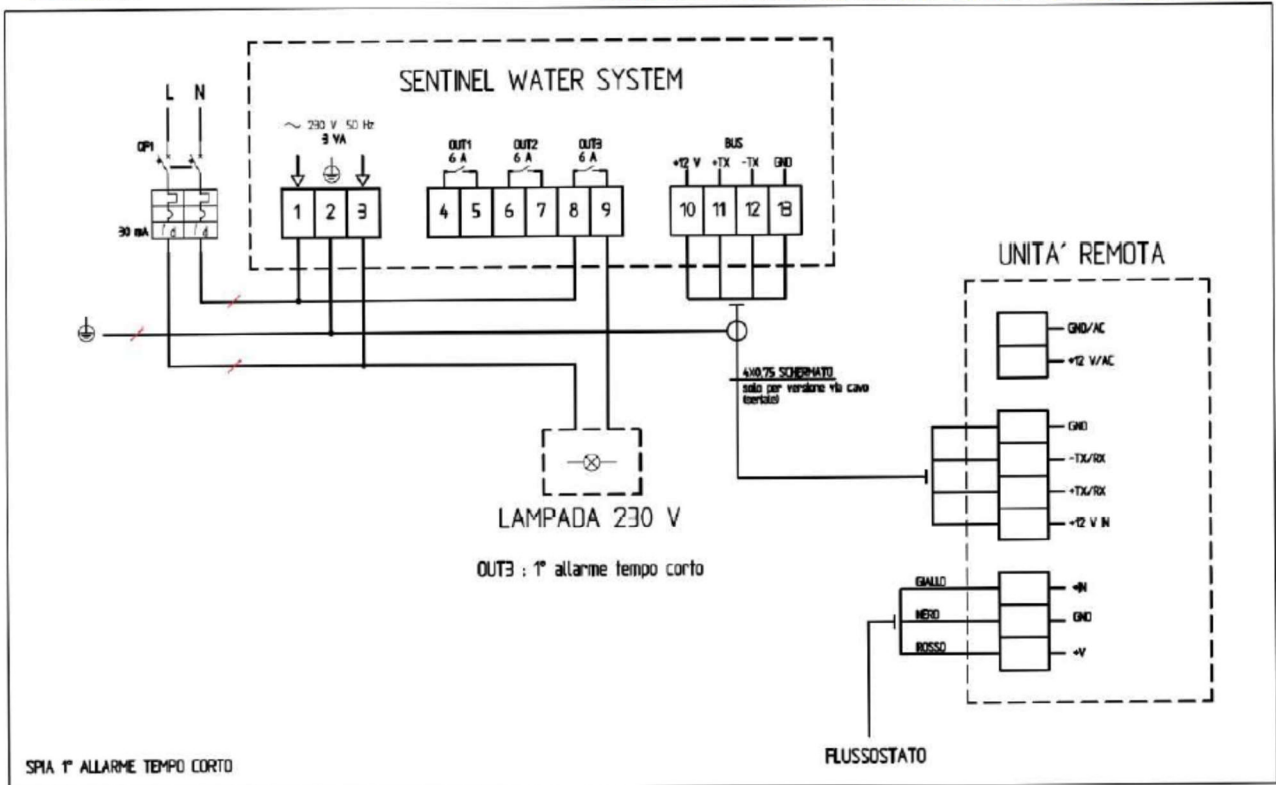 SENTINEL WATER SYSTEM
L N
QF1
30 mA
d d
~ 230 V 50 Hz
3 VA
OUT1
6 A
OUT2
6 A
OUT3
6 A
BUS
+12 V +TX -TX GND
1 2 3
4 5 6 7 8 9
10 11 12 13
UNITA' REMOTA
GND/AC
+12 V/AC
4X0.75 SCHERMATO
solo per versione via cavo
(seriale)
GND
-TX/RX
+TX/RX
+12 V IN
LAMPADA 230 V
OUT3 : 1° allarme tempo corto
GIALLO
+IN
NERO
GND
ROSSO
+V
FLUSSOSTATO
SPIA 1° ALLARME TEMPO CORTO